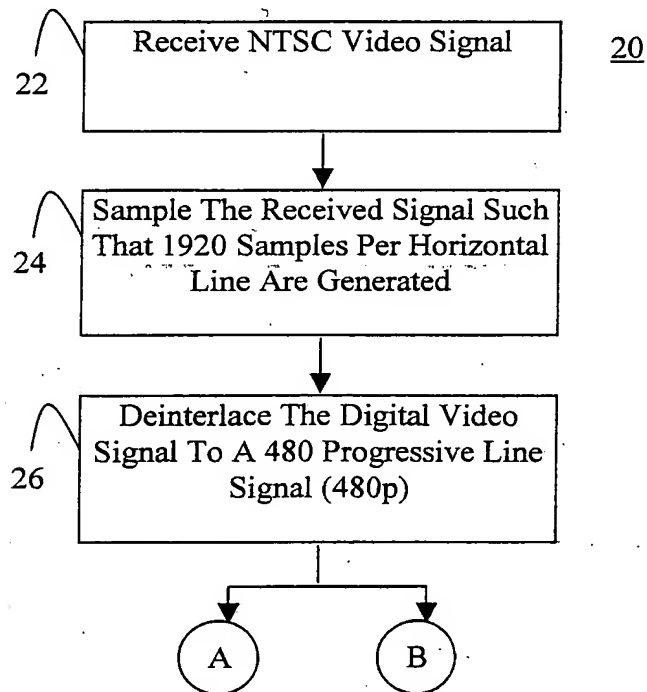 Receive NTSC Video Signal
20
22
Sample The Received Signal Such
That 1920 Samples Per Horizontal
Line Are Generated
24
Deinterlace The Digital Video
Signal To A 480 Progressive Line
Signal (480p)
26
A
B